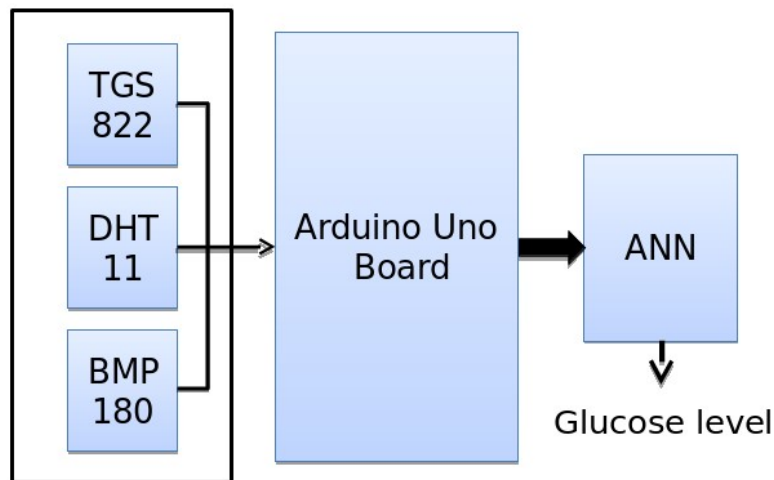 TGS
822
DHT
11
BMP
180
Arduino Uno
Board
ANN
Glucose level